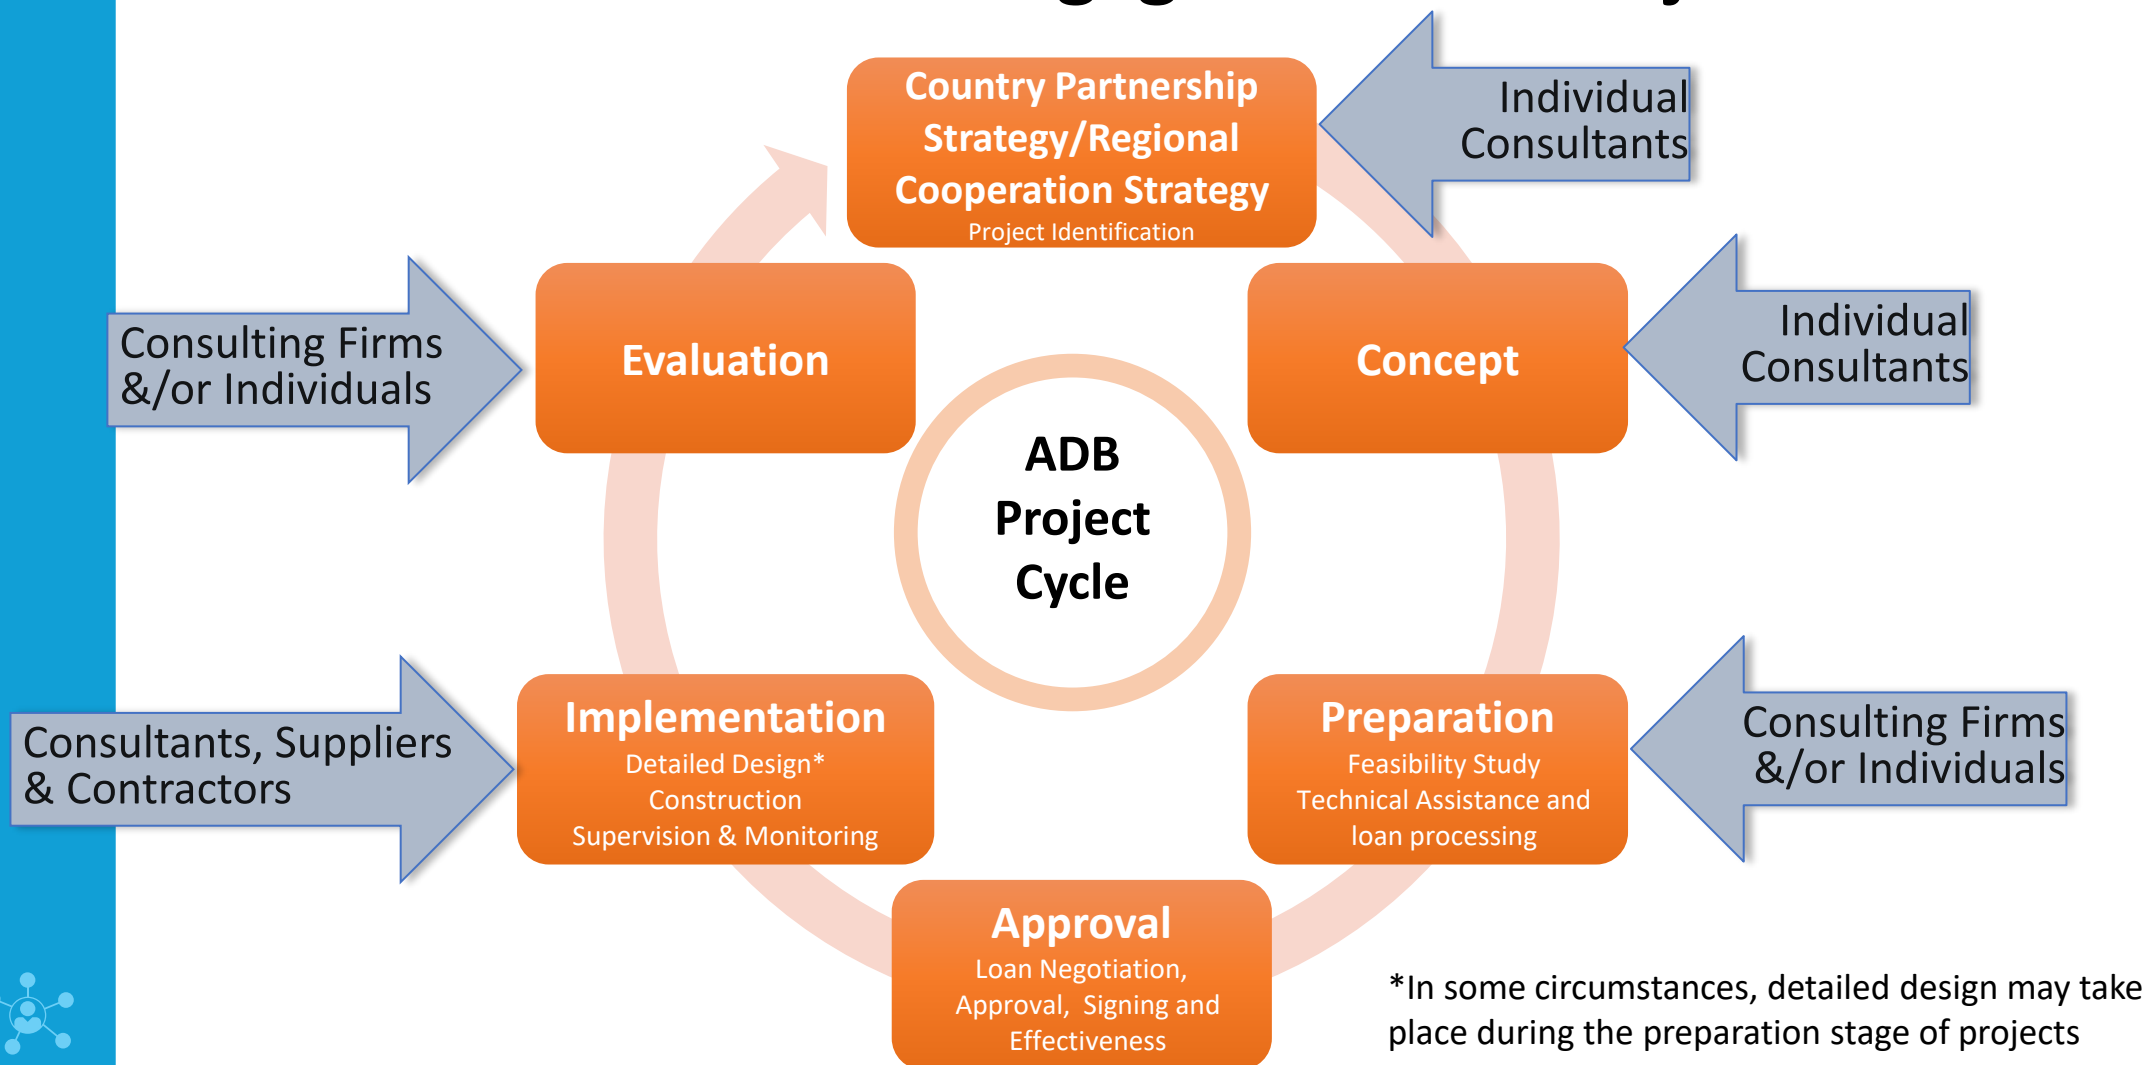 Country Partnership
Strategy/Regional
Cooperation Strategy
Project Identification
Individual
Consultants
Concept
Individual
Consultants
Preparation
Feasibility Study
Technical Assistance and
loan processing
Consulting Firms
&/or Individuals
Approval
Loan Negotiation,
Approval, Signing and
Effectiveness
Implementation
Detailed Design*
Construction
Supervision & Monitoring
Consultants, Suppliers
& Contractors
Evaluation
Consulting Firms
&/or Individuals
ADB
Project
Cycle
*In some circumstances, detailed design may take
place during the preparation stage of projects